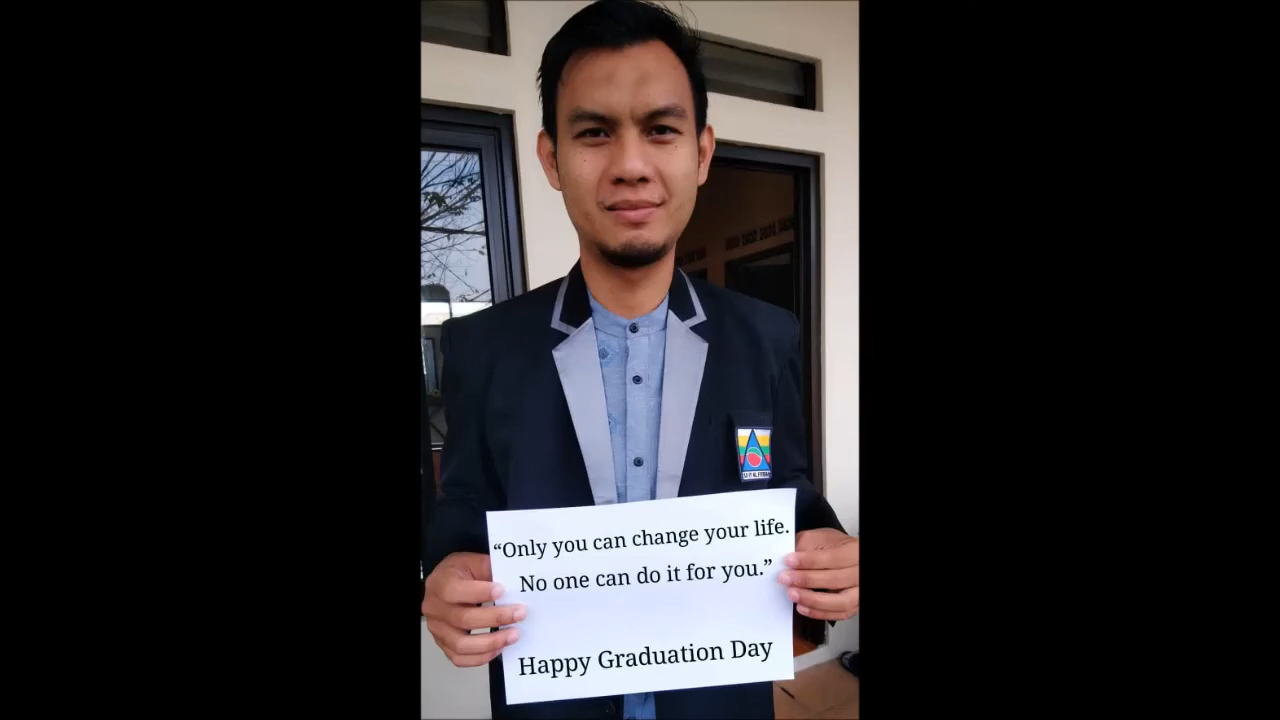 “Only you can change your life.
No one can do it for you.”
Happy Graduation Day